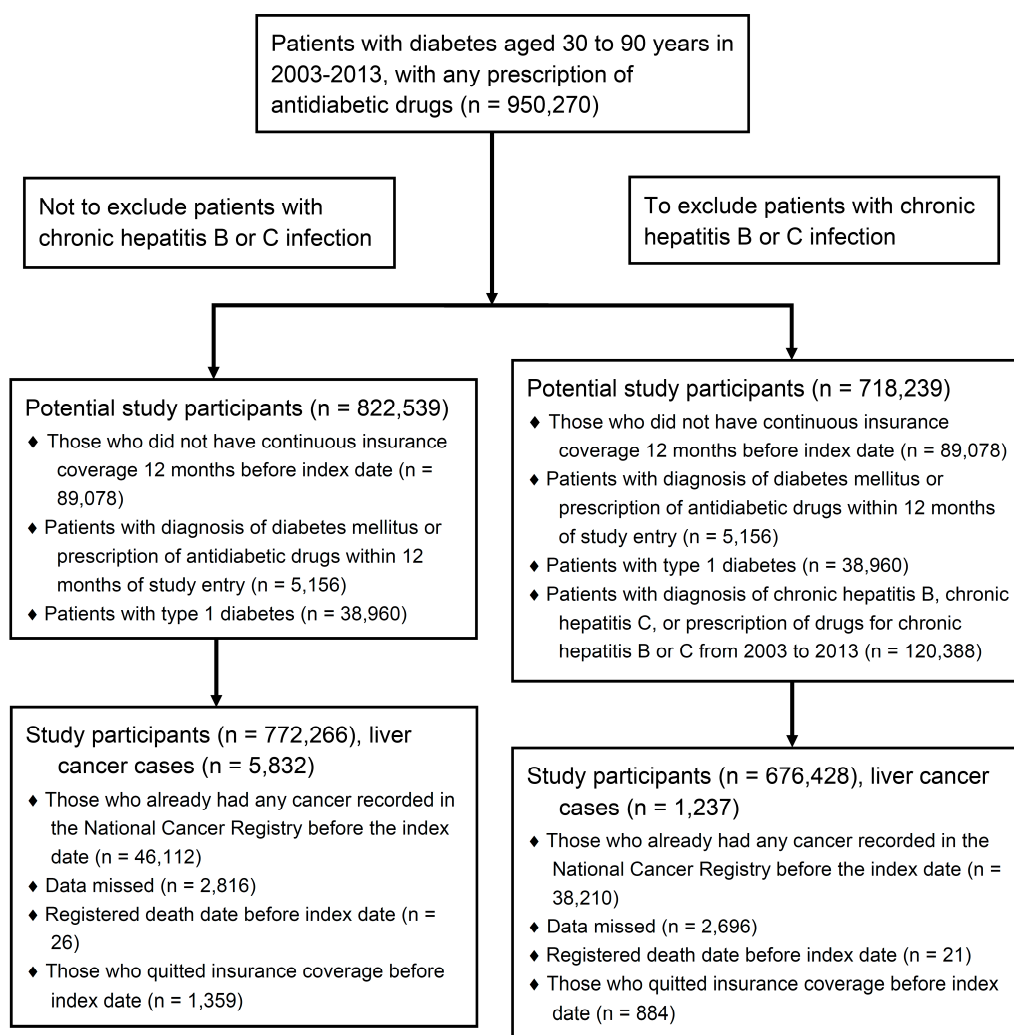 Patients with diabetes aged 30 to 90 years in
2003-2013, with any prescription of
antidiabetic drugs (n = 950,270)
Not to exclude patients with
chronic hepatitis B or C infection
To exclude patients with chronic
hepatitis B or C infection
Potential study participants (n = 822,539)
♦ Those who did not have continuous insurance
coverage 12 months before index date (n =
89,078)
♦ Patients with diagnosis of diabetes mellitus or
prescription of antidiabetic drugs within 12
months of study entry (n = 5,156)
♦ Patients with type 1 diabetes (n = 38,960)
Potential study participants (n = 718,239)
♦ Those who did not have continuous insurance
coverage 12 months before index date (n = 89,078)
♦ Patients with diagnosis of diabetes mellitus or
prescription of antidiabetic drugs within 12 months
of study entry (n = 5,156)
♦ Patients with type 1 diabetes (n = 38,960)
♦ Patients with diagnosis of chronic hepatitis B, chronic
hepatitis C, or prescription of drugs for chronic
hepatitis B or C from 2003 to 2013 (n = 120,388)
Study participants (n = 772,266), liver
cancer cases (n = 5,832)
♦ Those who already had any cancer recorded in
the National Cancer Registry before the index
date (n = 46,112)
♦ Data missed (n = 2,816)
♦ Registered death date before index date (n =
26)
♦ Those who quitted insurance coverage before
index date (n = 1,359)
Study participants (n = 676,428), liver cancer
cases (n = 1,237)
♦ Those who already had any cancer recorded in the
National Cancer Registry before the index date (n =
38,210)
♦ Data missed (n = 2,696)
♦ Registered death date before index date (n = 21)
♦ Those who quitted insurance coverage before index
date (n = 884)